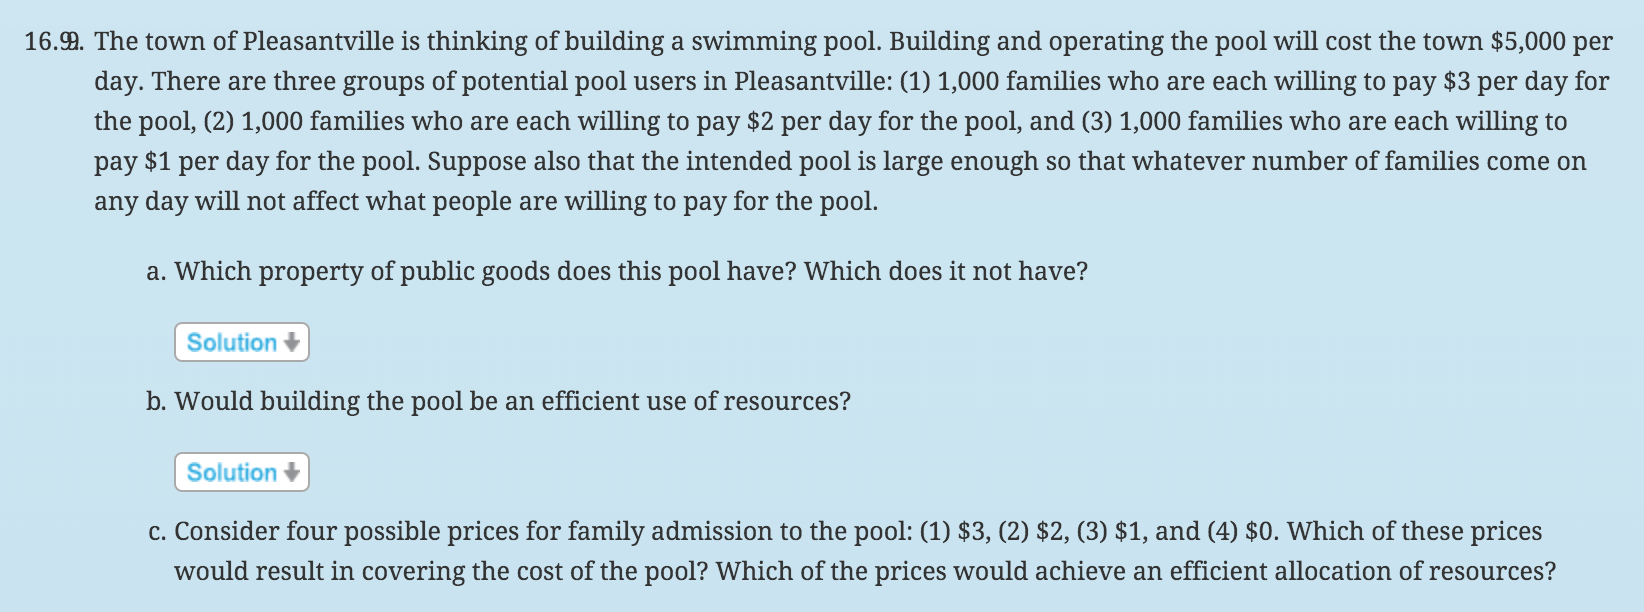 16.9. The town of Pleasantville is thinking of building a swimming pool. Building and operating the pool will cost the town $5,000 per
day. There are three groups of potential pool users in Pleasantville: (1) 1,000 families who are each willing to pay $3 per day for
the pool, (2) 1,000 families who are each willing to pay $2 per day for the pool, and (3) 1,000 families who are each willing to
pay $1 per day for the pool. Suppose also that the intended pool is large enough so that whatever number of families come on
any day will not affect what people are willing to pay for the pool.
a. Which property of public goods does this pool have? Which does it not have?
Solution
b. Would building the pool be an efficient use of resources?
Solution
c. Consider four possible prices for family admission to the pool: (1) $3, (2) $2, (3) $1, and (4) $0. Which of these prices
would result in covering the cost of the pool? Which of the prices would achieve an efficient allocation of resources?